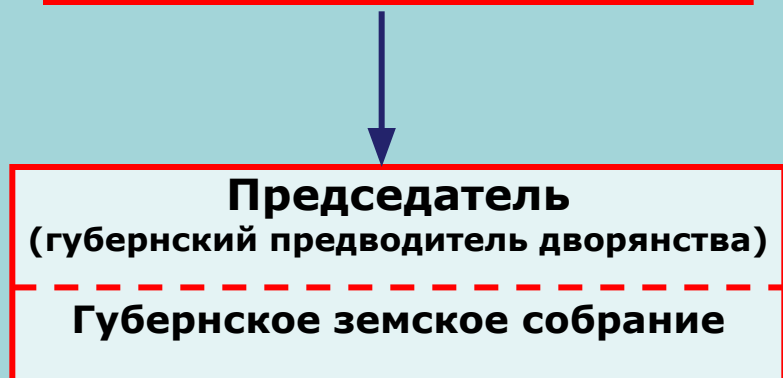 Председатель
(губернский предводитель дворянства)
Губернское земское собрание